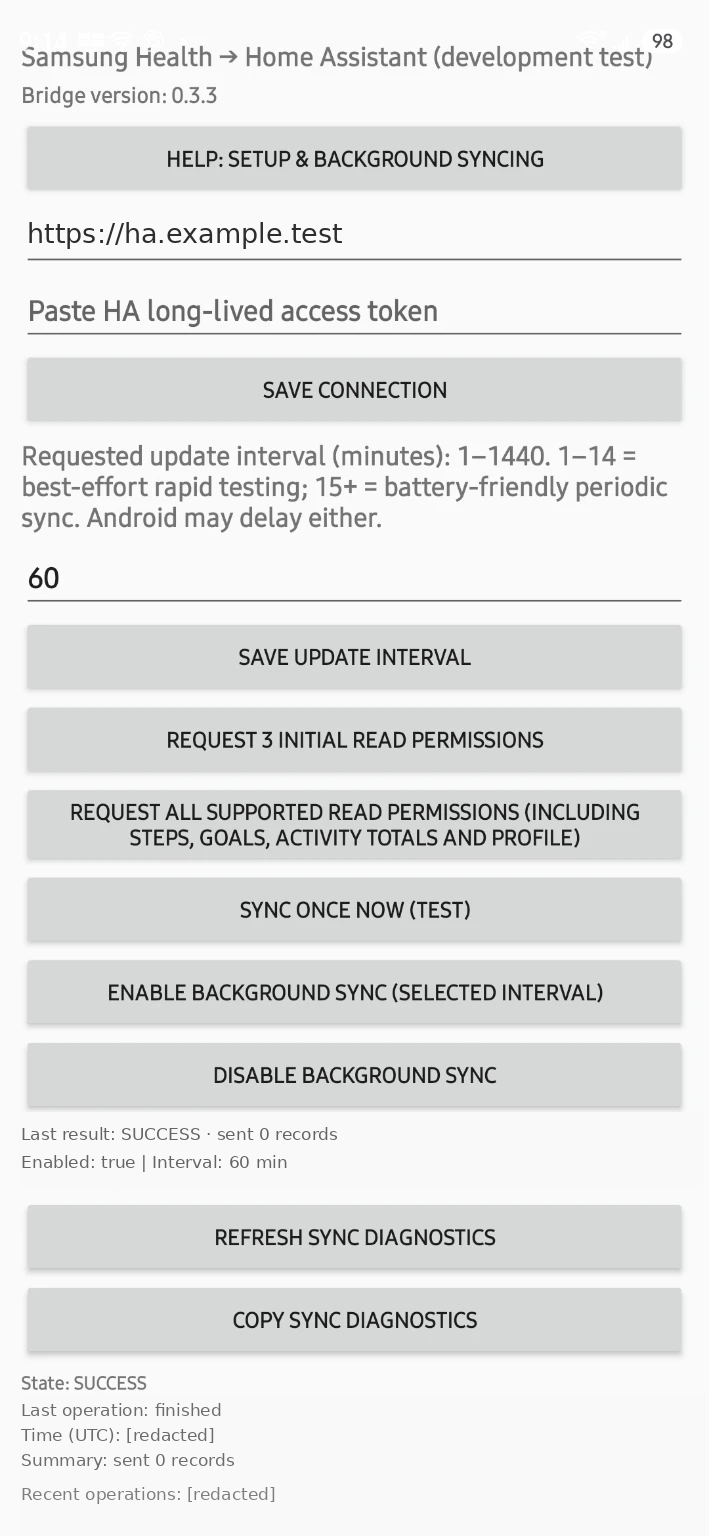 98
Samsung Health → Home Assistant (development test)
Bridge version: 0.3.3
HELP: SETUP & BACKGROUND SYNCING
https://ha.example.test
Paste HA long-lived access token
SAVE CONNECTION
Requested update interval (minutes): 1–1440. 1–14 =
best-effort rapid testing; 15+ = battery-friendly periodic
sync. Android may delay either.
60
SAVE UPDATE INTERVAL
REQUEST 3 INITIAL READ PERMISSIONS
REQUEST ALL SUPPORTED READ PERMISSIONS (INCLUDING
STEPS, GOALS, ACTIVITY TOTALS AND PROFILE)
SYNC ONCE NOW (TEST)
ENABLE BACKGROUND SYNC (SELECTED INTERVAL)
DISABLE BACKGROUND SYNC
Last result: SUCCESS · sent 0 records
Enabled: true | Interval: 60 min
REFRESH SYNC DIAGNOSTICS
COPY SYNC DIAGNOSTICS
State: SUCCESS
Last operation: finished
Time (UTC): [redacted]
Summary: sent 0 records
Recent operations: [redacted]